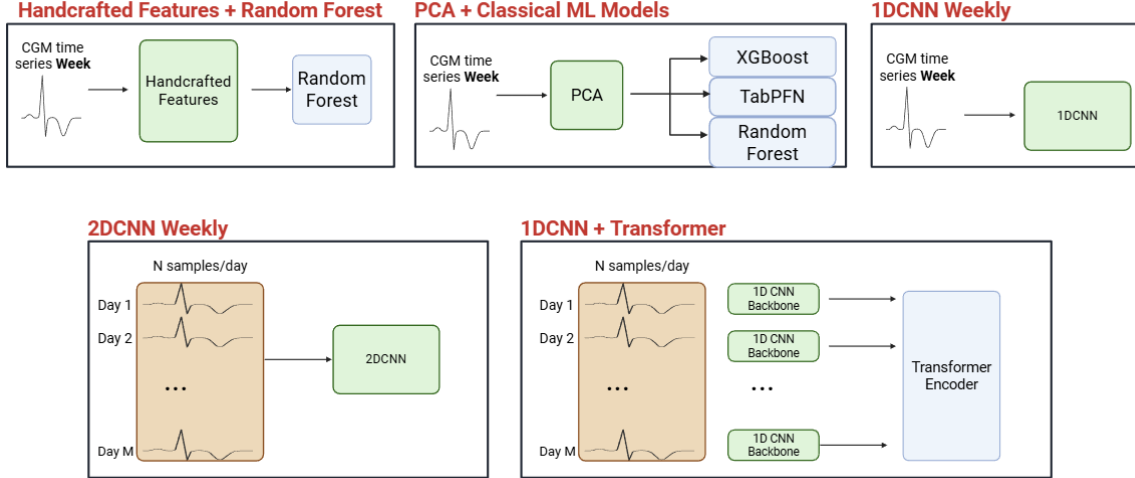 Handcrafted Features + Random Forest
CGM time
series Week
Handcrafted
Features
Random
Forest
PCA + Classical ML Models
CGM time
series Week
PCA
XGBoost
TabPFN
Random
Forest
1DCNN Weekly
CGM time
series Week
1DCNN
2DCNN Weekly
N samples/day
Day 1
Day 2
...
Day M
2DCNN
1DCNN + Transformer
N samples/day
Day 1
Day 2
...
Day M
1D CNN
Backbone
1D CNN
Backbone
...
1D CNN
Backbone
Transformer
Encoder